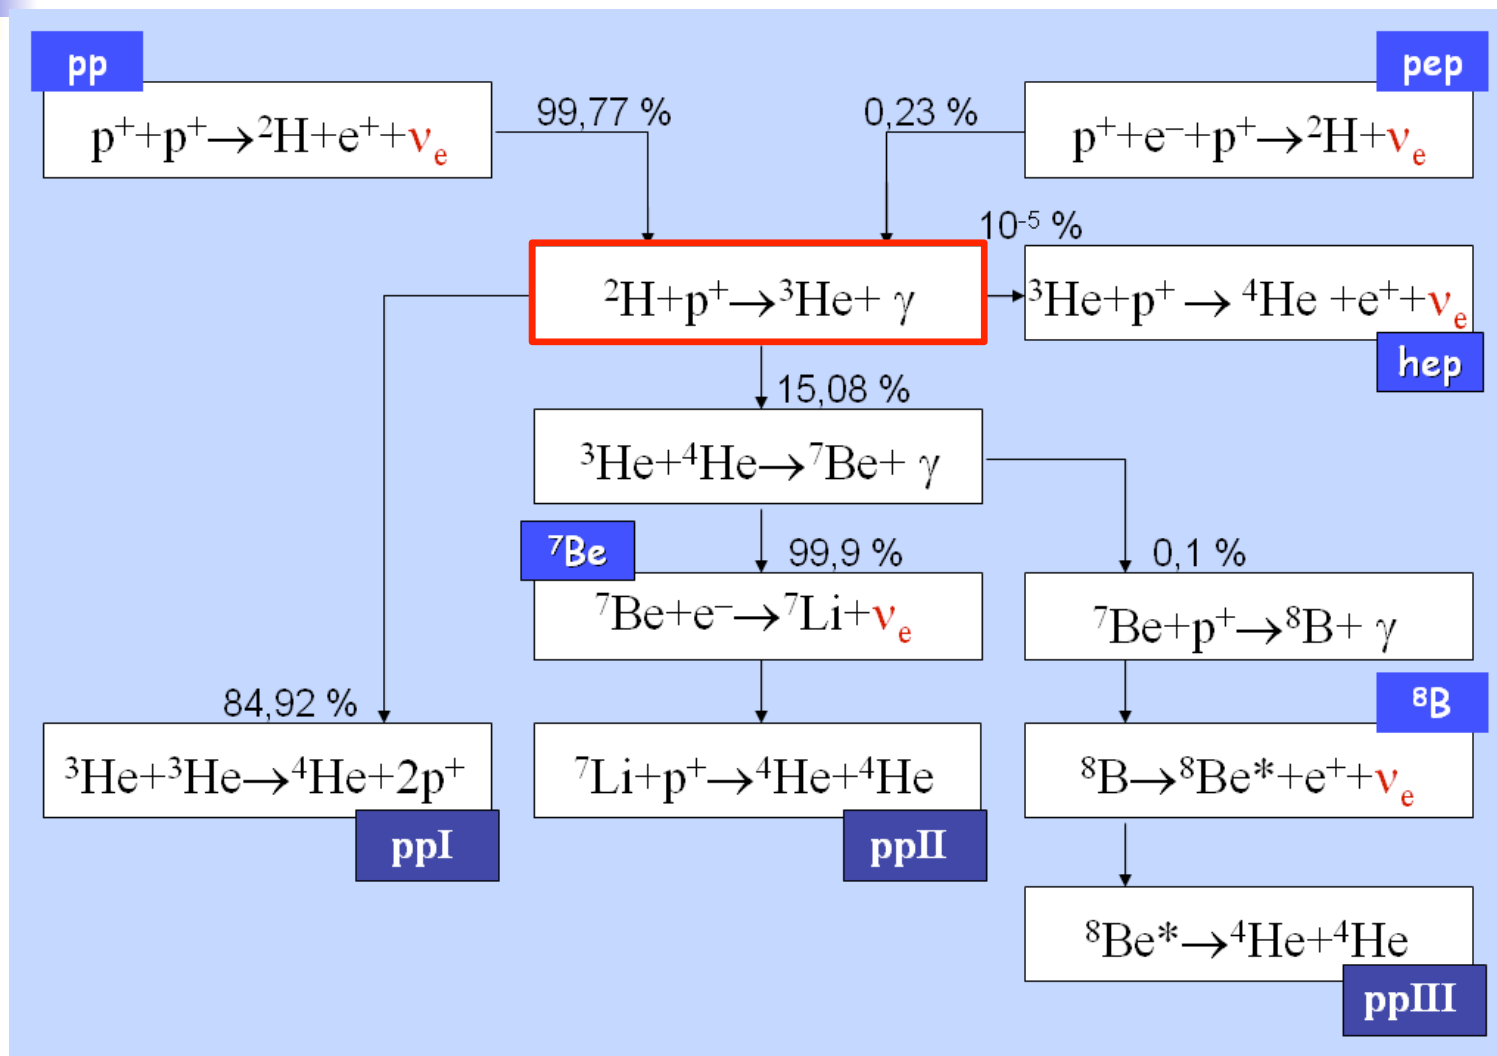 pp
pep
99,77 %
0,23 %
p⁺+p⁺→²H+e⁺+νₑ
p⁺+e⁻+p⁺→²H+νₑ
10⁻⁵ %
²H+p⁺→³He+ γ
³He+p⁺ → ⁴He +e⁺+νₑ
hep
15,08 %
³He+⁴He→⁷Be+ γ
⁷Be
99,9 %
0,1 %
⁷Be+e⁻→⁷Li+νₑ
⁷Be+p⁺→⁸B+ γ
84,92 %
⁸B
³He+³He→⁴He+2p⁺
⁷Li+p⁺→⁴He+⁴He
⁸B→⁸Be*+e⁺+νₑ
ppI
ppII
⁸Be*→⁴He+⁴He
ppIII